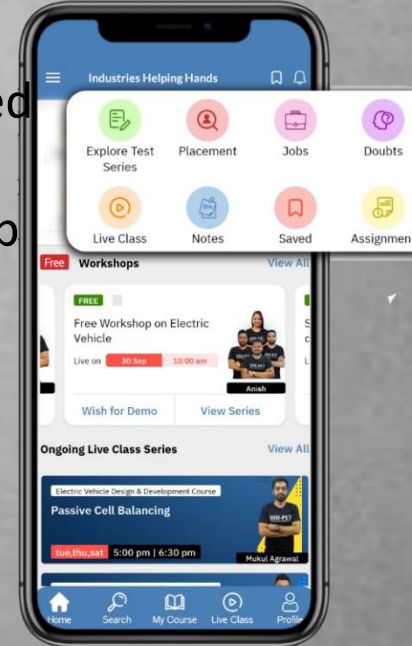 Industries Helping Hands
ed
Explore Test Series
Placement
Jobs
Doubts
p
Live Class
Notes
Saved
Assignment
Free Workshops View All
FREE
Free Workshop on Electric
Vehicle
Live on 30:Sep 10:00 am
Anish
Wish for Demo View Series
Ongoing Live Class Series View All
Electric Vehicle Design & Development Course
Passive Cell Balancing
tue,thu,sat 5:00 pm | 6:30 pm
Mukul Agrawal
Home Search My Course Live Class Profile